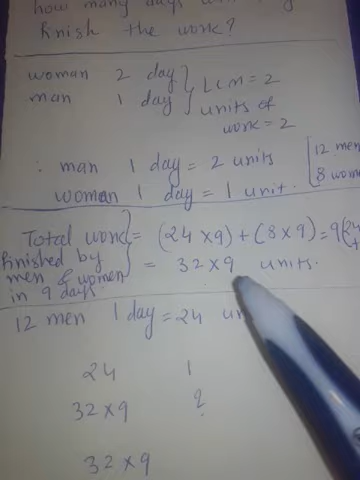 how many days will
finish the work?
woman 2 day } LCM = 2
man 1 day } units of
work = 2
∴ man 1 day = 2 units [12 men
woman 1 day = 1 unit. [8 wom
Total work } = (24 × 9) + (8 × 9) = 9(24
finished by
men & women } = 32 × 9 units.
in 9 days
12 men 1 day = 24 un
24 1
32 × 9 ?
32 × 9